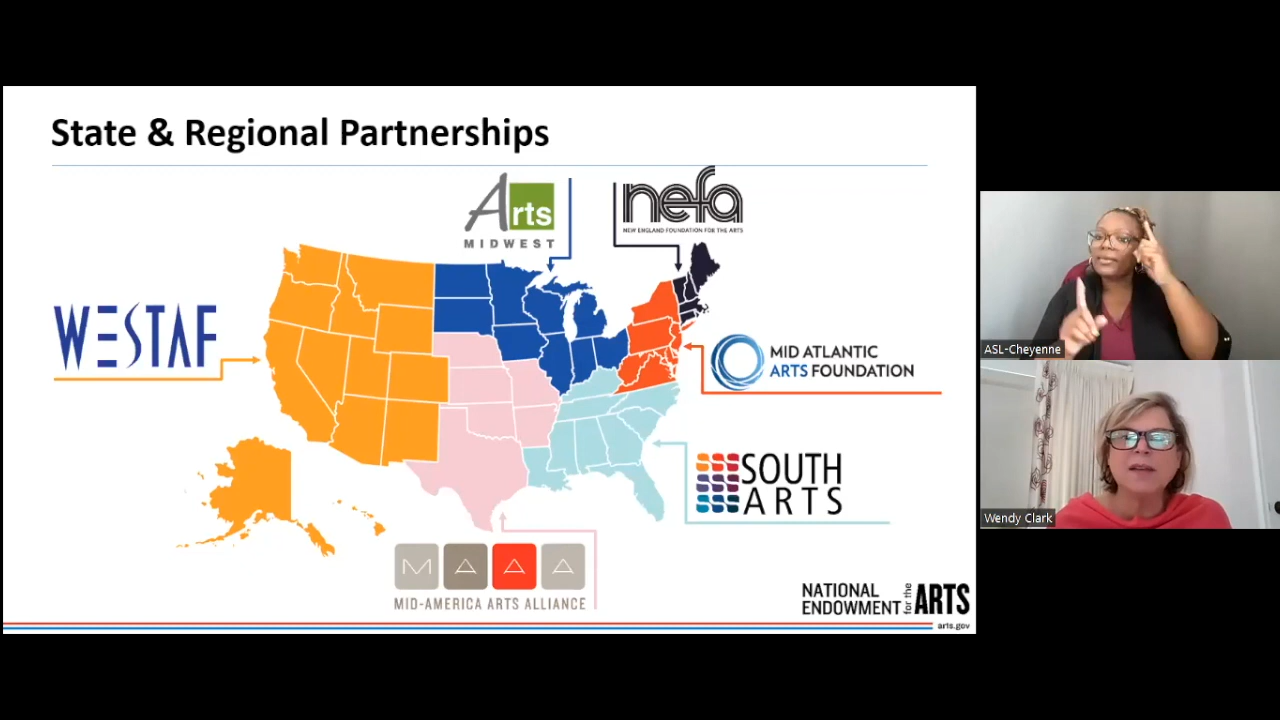 State & Regional Partnerships
Arts
MIDWEST
nefa
NEW ENGLAND FOUNDATION FOR THE ARTS
WESTAF
MID ATLANTIC
ARTS FOUNDATION
SOUTH
ARTS
MAAA
MID-AMERICA ARTS ALLIANCE
NATIONAL
ENDOWMENT for the ARTS
arts.gov
ASL-Cheyenne
Wendy Clark